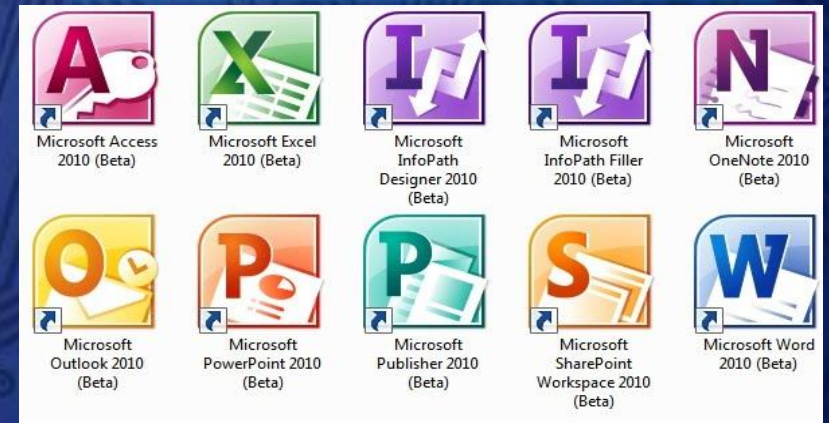 A
X
I
I
N
Microsoft Access
2010 (Beta)
Microsoft Excel
2010 (Beta)
Microsoft
InfoPath
Designer 2010
(Beta)
Microsoft
InfoPath Filler
2010 (Beta)
Microsoft
OneNote 2010
(Beta)
O
P
P
S
W
Microsoft
Outlook 2010
(Beta)
Microsoft
PowerPoint 2010
(Beta)
Microsoft
Publisher 2010
(Beta)
Microsoft
SharePoint
Workspace 2010
(Beta)
Microsoft Word
2010 (Beta)